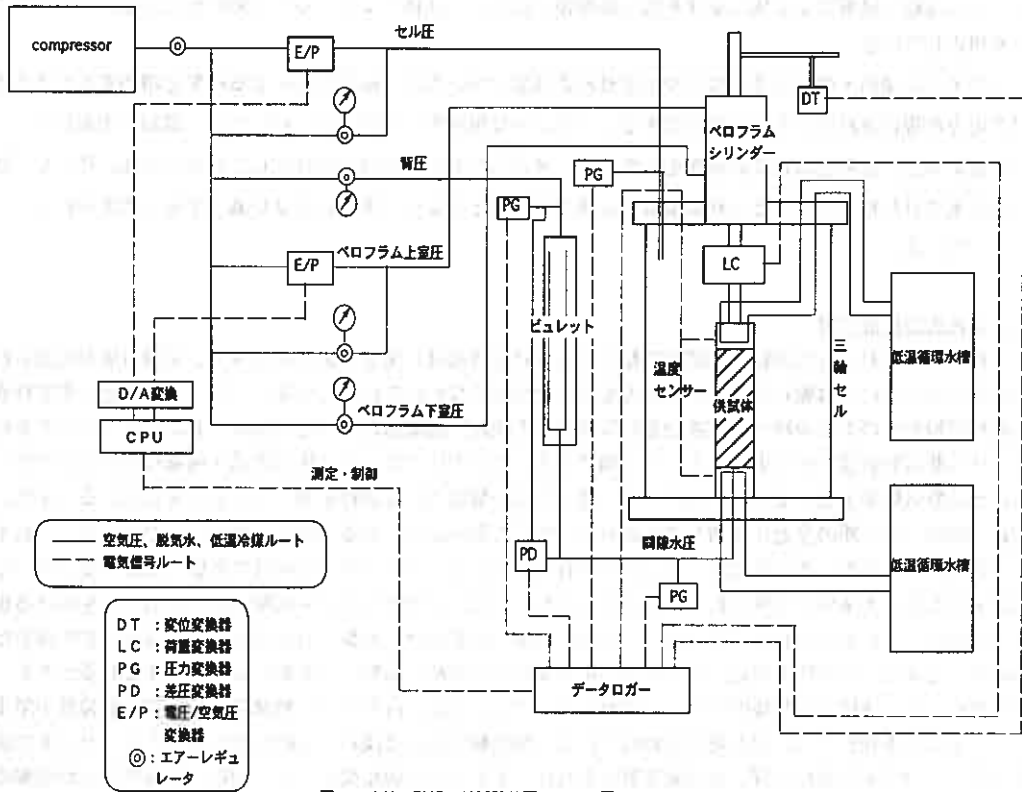 compressor
E/P
セル圧
DT
ベロフラム
シリンダー
背圧
PG
PG
E/P
ベロフラム上室圧
LC
ビュレット
温度
センサー
供試体
三軸セル
低温循環水槽
D/A変換
CPU
ベロフラム下室圧
測定・制御
低温循環水槽
空気圧、脱気水、低温冷媒ルート
電気信号ルート
PD
間隙水圧
PG
DT :変位変換器
LC :荷重変換器
PG :圧力変換器
PD :差圧変換器
E/P:電圧/空気圧
変換器
◎:エアーレギュ
レータ
データロガー